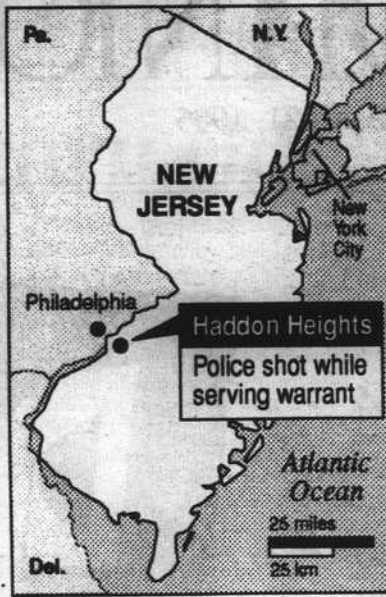 Pa.
N.Y.
NEW
JERSEY
New
York
City
Philadelphia
Haddon Heights
Police shot while
serving warrant
Atlantic
Ocean
25 miles
25 km
Del.